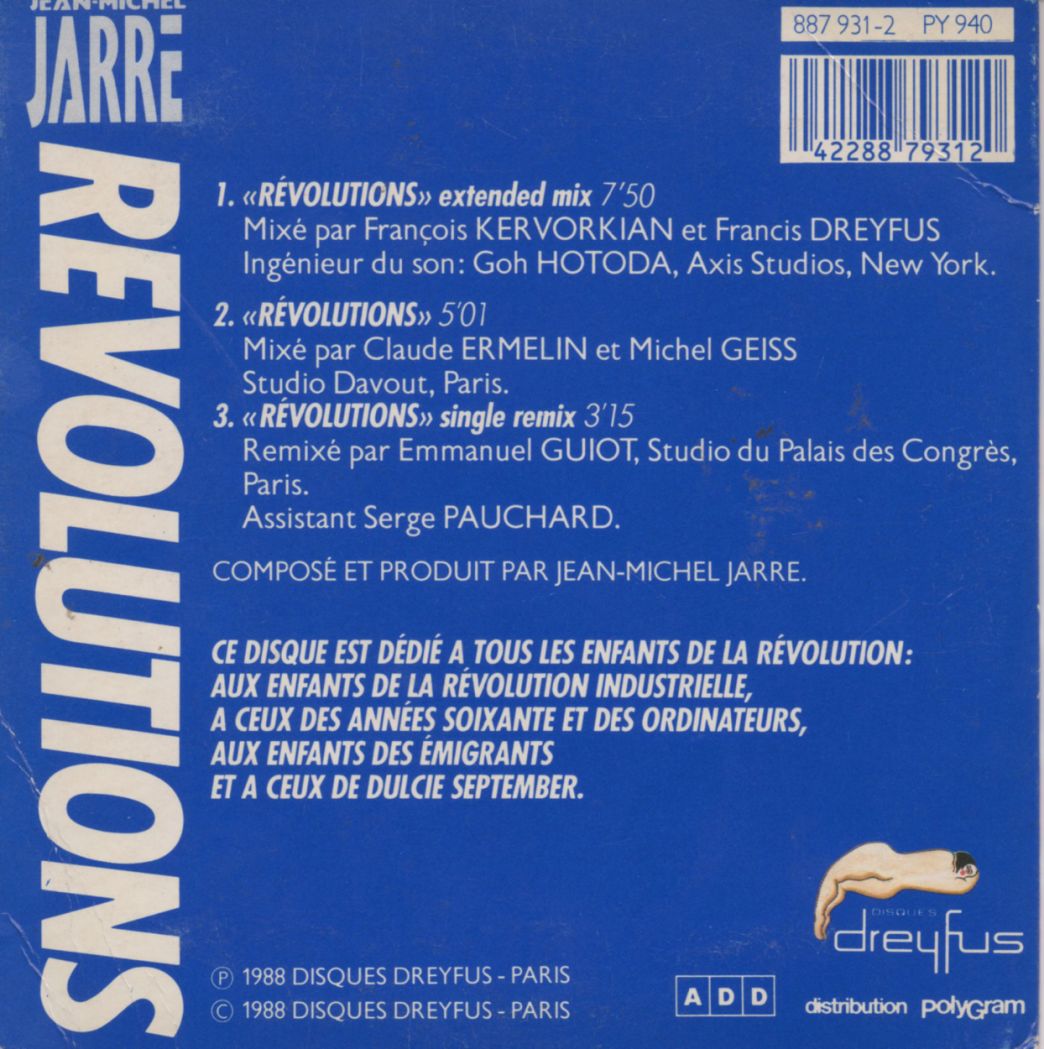 JEAN-MICHEL
JARRE
REVOLUTIONS
887 931-2 PY 940
42288 79312
1. «RÉVOLUTIONS» extended mix 7'50
Mixé par François KERVORKIAN et Francis DREYFUS
Ingénieur du son: Goh HOTODA, Axis Studios, New York.
2. «RÉVOLUTIONS» 5'01
Mixé par Claude ERMELIN et Michel GEISS
Studio Davout, Paris.
3. «RÉVOLUTIONS» single remix 3'15
Remixé par Emmanuel GUIOT, Studio du Palais des Congrès,
Paris.
Assistant Serge PAUCHARD.
COMPOSÉ ET PRODUIT PAR JEAN-MICHEL JARRE.
CE DISQUE EST DÉDIÉ A TOUS LES ENFANTS DE LA RÉVOLUTION:
AUX ENFANTS DE LA RÉVOLUTION INDUSTRIELLE,
A CEUX DES ANNÉES SOIXANTE ET DES ORDINATEURS,
AUX ENFANTS DES ÉMIGRANTS
ET A CEUX DE DULCIE SEPTEMBER.
DISQUES
dreyfus
℗ 1988 DISQUES DREYFUS - PARIS
© 1988 DISQUES DREYFUS - PARIS
A D D
distribution polyGram